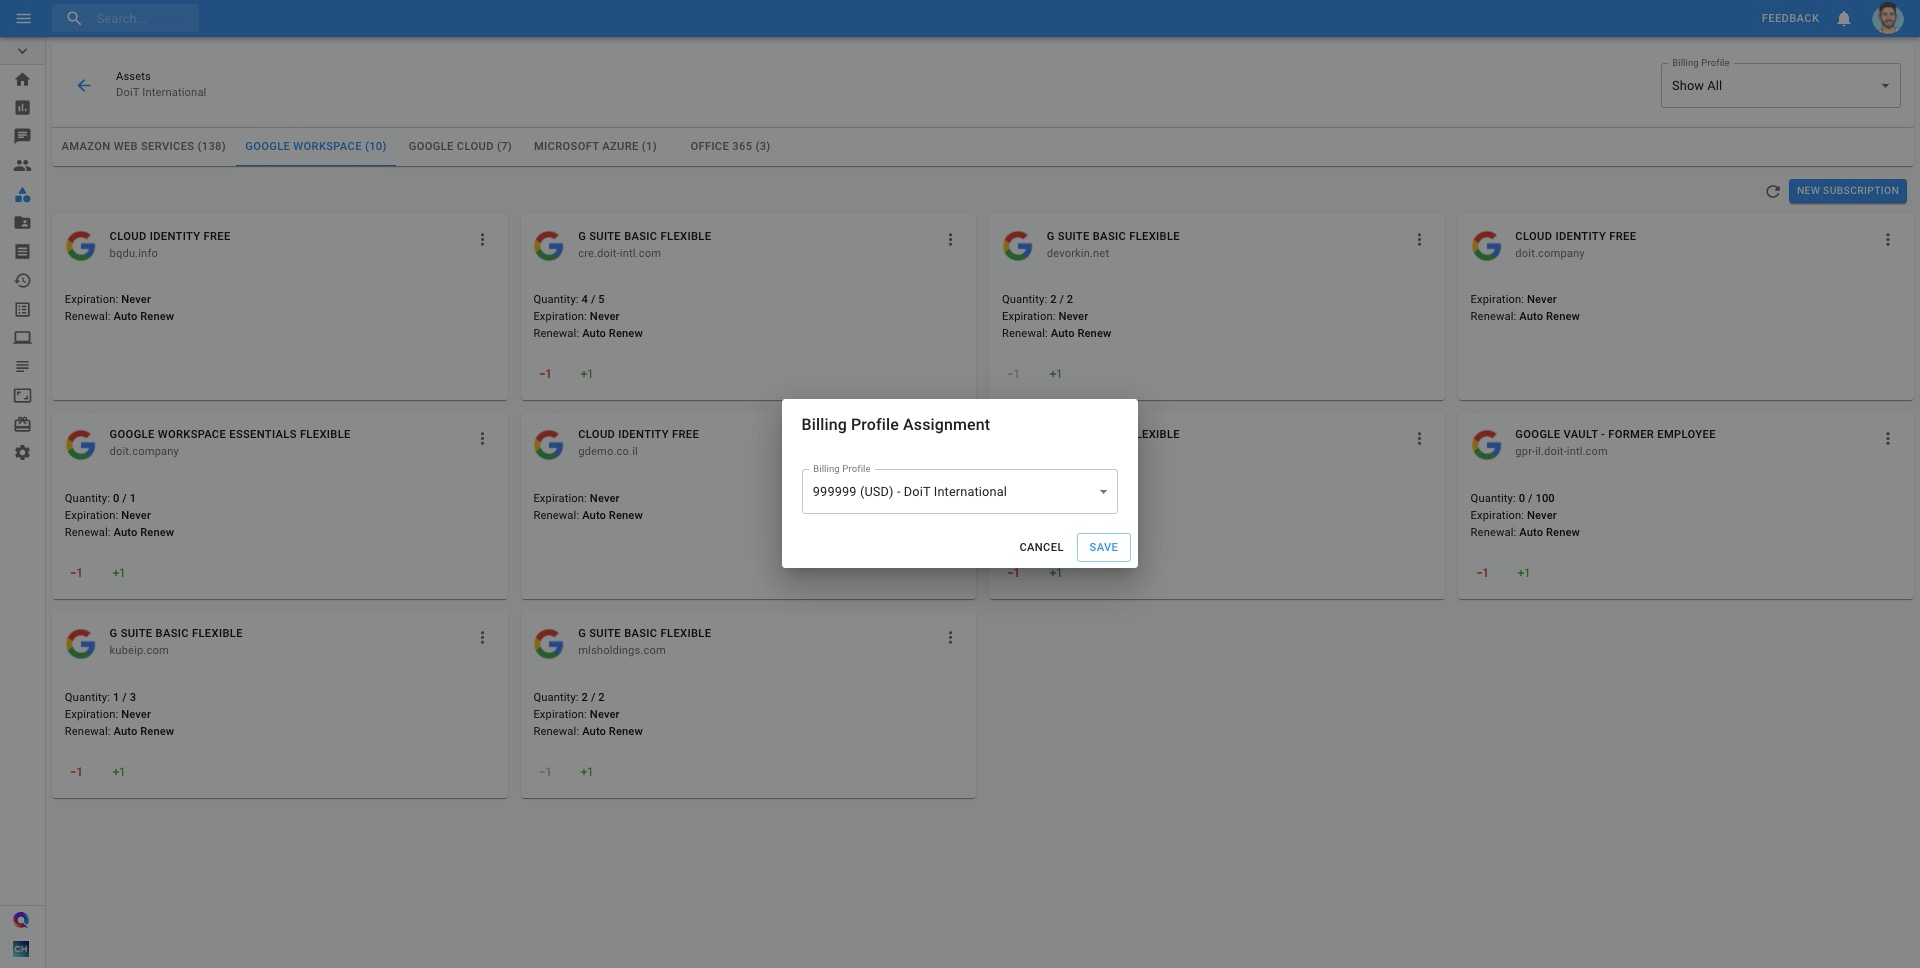 Search...
FEEDBACK
Assets
DoiT International
Billing Profile
Show All
AMAZON WEB SERVICES (138)
GOOGLE WORKSPACE (10)
GOOGLE CLOUD (7)
MICROSOFT AZURE (1)
OFFICE 365 (3)
NEW SUBSCRIPTION
CLOUD IDENTITY FREE
bqdu.info
Expiration: Never
Renewal: Auto Renew
G SUITE BASIC FLEXIBLE
cre.doit-intl.com
Quantity: 4 / 5
Expiration: Never
Renewal: Auto Renew
-1 +1
G SUITE BASIC FLEXIBLE
devorkin.net
Quantity: 2 / 2
Expiration: Never
Renewal: Auto Renew
-1 +1
CLOUD IDENTITY FREE
doit.company
Expiration: Never
Renewal: Auto Renew
GOOGLE WORKSPACE ESSENTIALS FLEXIBLE
doit.company
Quantity: 0 / 1
Expiration: Never
Renewal: Auto Renew
-1 +1
CLOUD IDENTITY FREE
gdemo.co.il
Expiration: Never
Renewal: Auto Renew
Billing Profile Assignment
Billing Profile
999999 (USD) - DoiT International
CANCEL
SAVE
-1 +1
GOOGLE VAULT - FORMER EMPLOYEE
gpr-il.doit-intl.com
Quantity: 0 / 100
Expiration: Never
Renewal: Auto Renew
-1 +1
G SUITE BASIC FLEXIBLE
kubeip.com
Quantity: 1 / 3
Expiration: Never
Renewal: Auto Renew
-1 +1
G SUITE BASIC FLEXIBLE
mlsholdings.com
Quantity: 2 / 2
Expiration: Never
Renewal: Auto Renew
-1 +1
CH